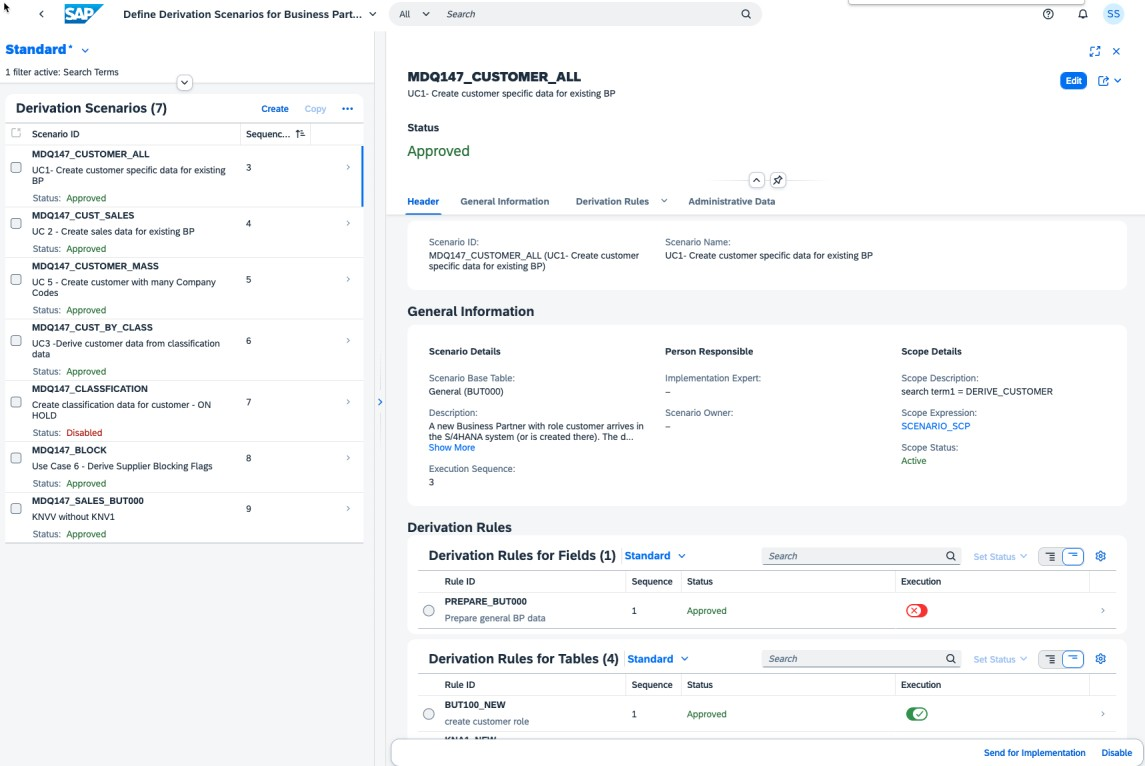 SAP
Define Derivation Scenarios for Business Part...
All
Search
SS
Standard *
1 filter active: Search Terms
Derivation Scenarios (7)
Create
Copy
Scenario ID
Sequenc...
MDQ147_CUSTOMER_ALL
UC1- Create customer specific data for existing
BP
3
Status: Approved
MDQ147_CUST_SALES
UC 2 - Create sales data for existing BP
4
Status: Approved
MDQ147_CUSTOMER_MASS
UC 5 - Create customer with many Company
Codes
5
Status: Approved
MDQ147_CUST_BY_CLASS
UC3 -Derive customer data from classification
data
6
Status: Approved
MDQ147_CLASSFICATION
Create classification data for customer - ON
HOLD
7
Status: Disabled
MDQ147_BLOCK
Use Case 6 - Derive Supplier Blocking Flags
8
Status: Approved
MDQ147_SALES_BUT000
KNVV without KNV1
9
Status: Approved
MDQ147_CUSTOMER_ALL
UC1- Create customer specific data for existing BP
Edit
Status
Approved
Header
General Information
Derivation Rules
Administrative Data
Scenario ID:
MDQ147_CUSTOMER_ALL (UC1- Create customer
specific data for existing BP)
Scenario Name:
UC1- Create customer specific data for existing BP
General Information
Scenario Details
Scenario Base Table:
General (BUT000)
Description:
A new Business Partner with role customer arrives in
the S/4HANA system (or is created there). The d...
Show More
Execution Sequence:
3
Person Responsible
Implementation Expert:
–
Scenario Owner:
–
Scope Details
Scope Description:
search term1 = DERIVE_CUSTOMER
Scope Expression:
SCENARIO_SCP
Scope Status:
Active
Derivation Rules
Derivation Rules for Fields (1)
Standard
Search
Set Status
Rule ID
Sequence
Status
Execution
PREPARE_BUT000
Prepare general BP data
1
Approved
Derivation Rules for Tables (4)
Standard
Search
Set Status
Rule ID
Sequence
Status
Execution
BUT100_NEW
create customer role
1
Approved
KNA1_NEW
Send for Implementation
Disable